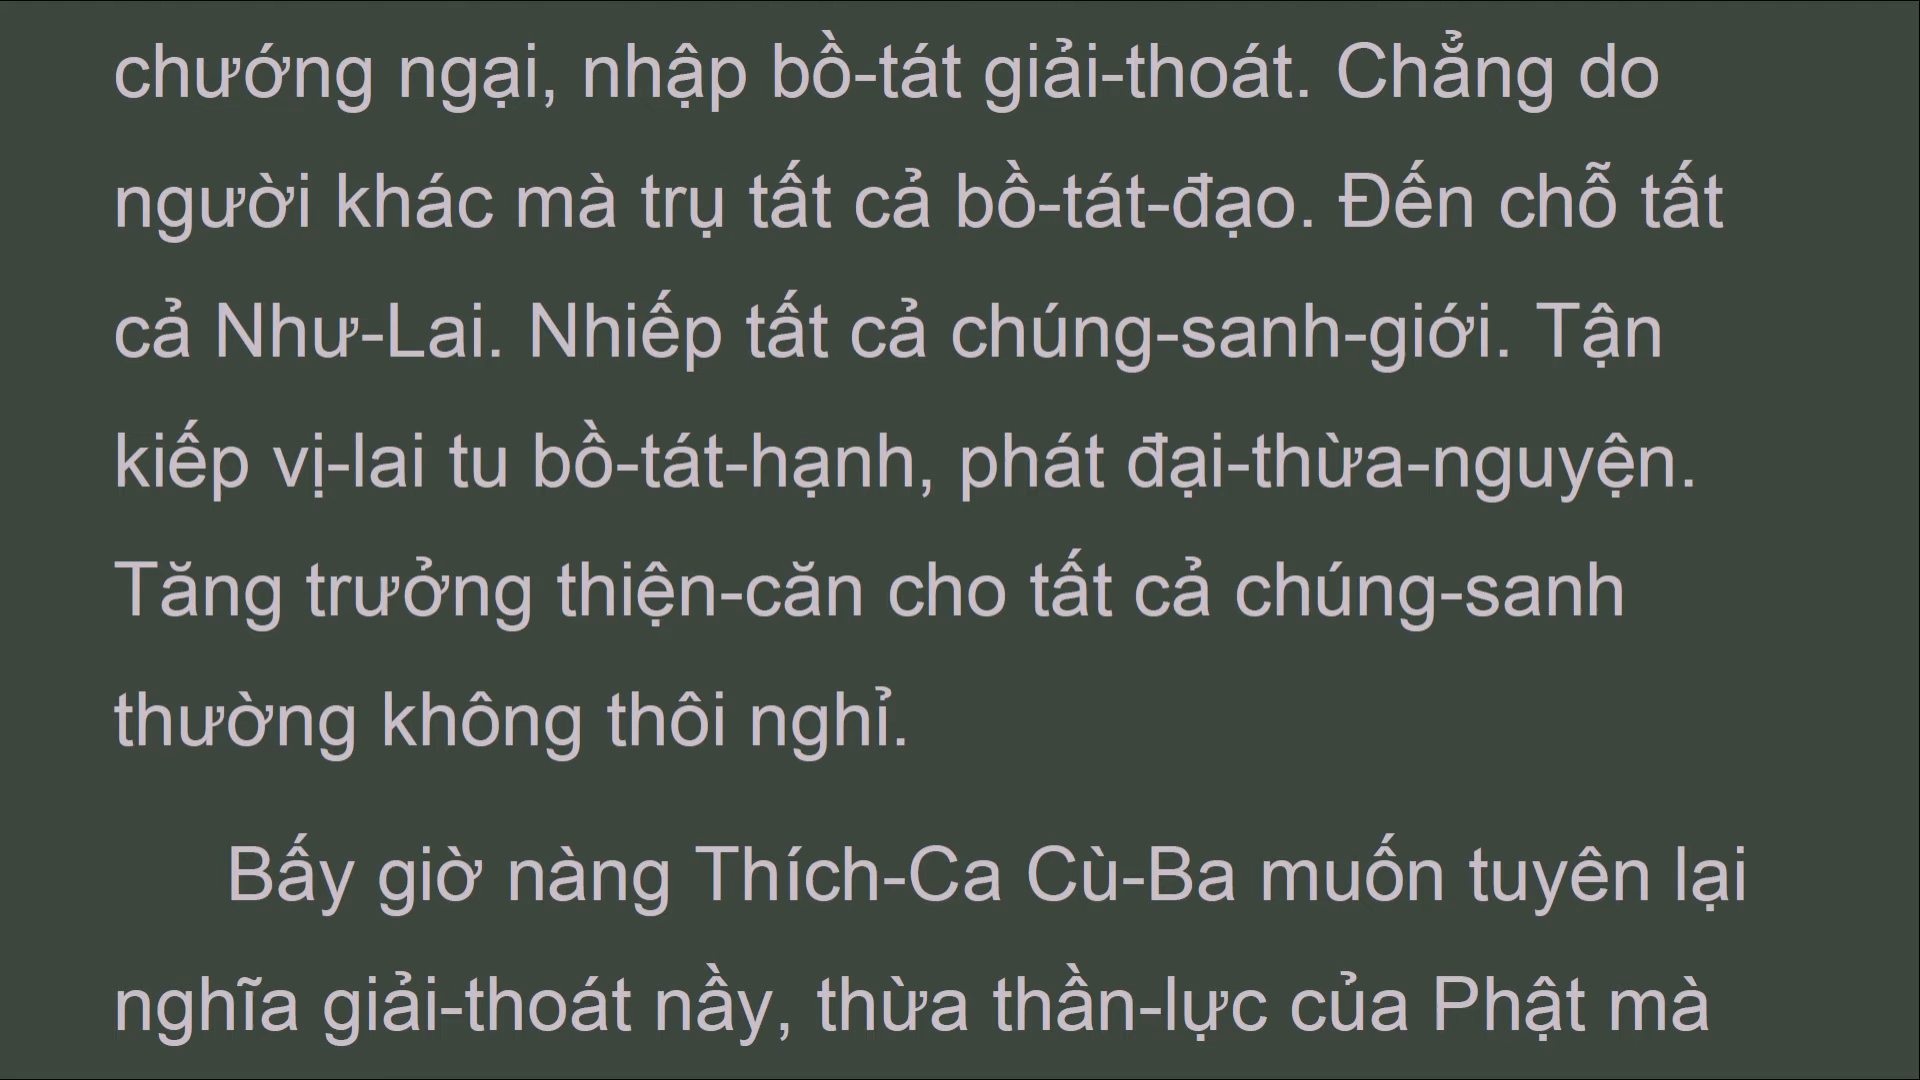 chướng ngại, nhập bồ-tát giải-thoát. Chẳng do
người khác mà trụ tất cả bồ-tát-đạo. Đến chỗ tất
cả Như-Lai. Nhiếp tất cả chúng-sanh-giới. Tận
kiếp vị-lai tu bồ-tát-hạnh, phát đại-thừa-nguyện.
Tăng trưởng thiện-căn cho tất cả chúng-sanh
thường không thôi nghỉ.
Bấy giờ nàng Thích-Ca Cù-Ba muốn tuyên lại
nghĩa giải-thoát nầy, thừa thần-lực của Phật mà